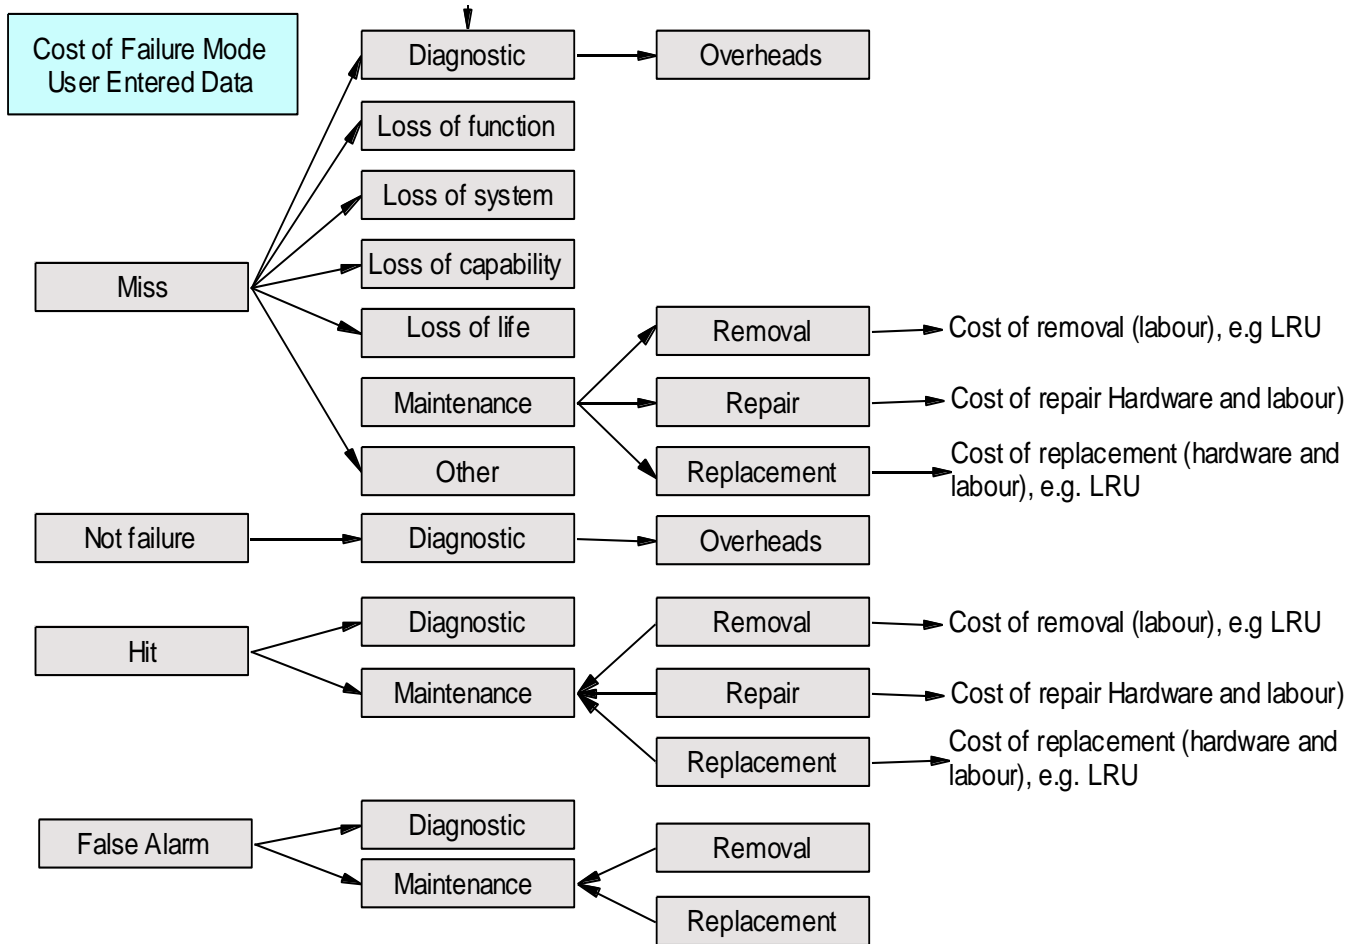 Cost of Failure Mode
User Entered Data
Diagnostic
Overheads
Loss of function
Loss of system
Loss of capability
Miss
Loss of life
Removal
Cost of removal (labour), e.g LRU
Maintenance
Repair
Cost of repair Hardware and labour)
Other
Replacement
Cost of replacement (hardware and
labour), e.g. LRU
Not failure
Diagnostic
Overheads
Hit
Diagnostic
Removal
Cost of removal (labour), e.g LRU
Maintenance
Repair
Cost of repair Hardware and labour)
Replacement
Cost of replacement (hardware and
labour), e.g. LRU
False Alarm
Diagnostic
Removal
Maintenance
Replacement